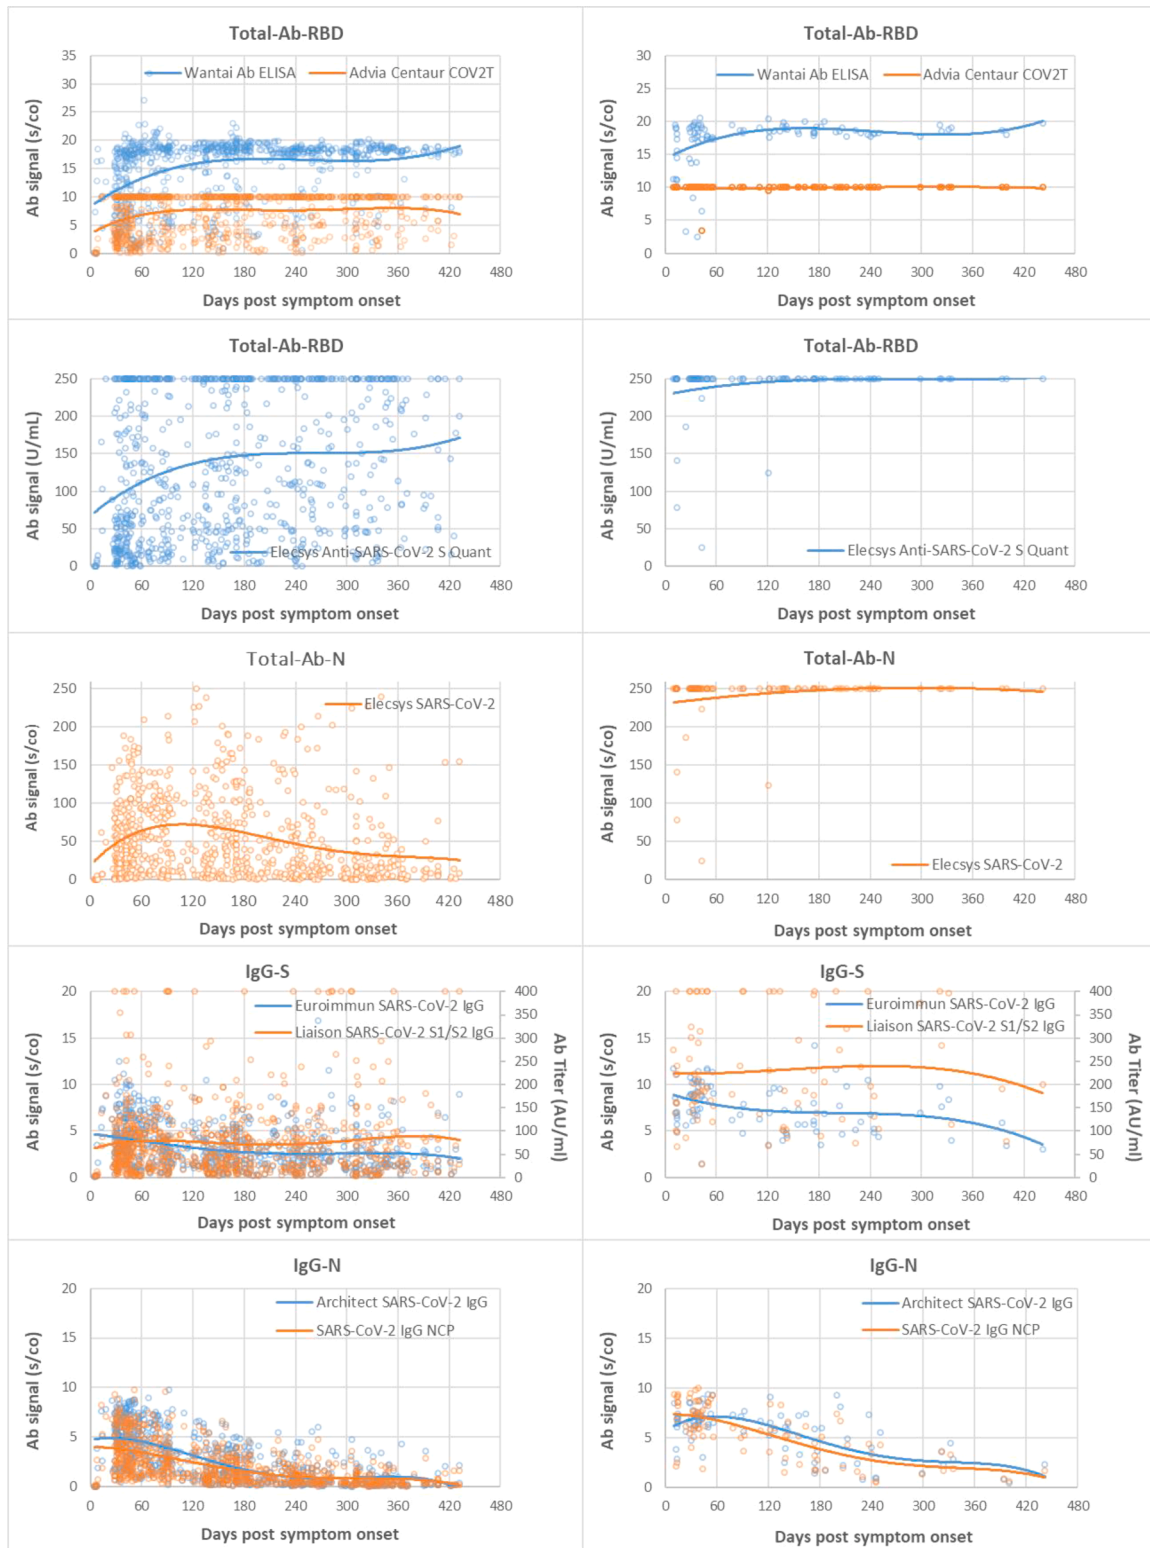 Total-Ab-RBD
35
30
25
20
15
10
5
0
Ab signal (s/co)
Wantai Ab ELISA
Advia Centaur COV2T
0 60 120 180 240 300 360 420 480
Days post symptom onset
Total-Ab-RBD
30
25
20
15
10
5
0
Ab signal (s/co)
Wantai Ab ELISA
Advia Centaur COV2T
0 60 120 180 240 300 360 420 480
Days post symptom onset
Total-Ab-RBD
250
200
150
100
50
0
Ab signal (U/mL)
Elecsys Anti-SARS-CoV-2 S Quant
0 60 120 180 240 300 360 420 480
Days post symptom onset
Total-Ab-RBD
250
200
150
100
50
0
Ab signal (U/mL)
Elecsys Anti-SARS-CoV-2 S Quant
0 60 120 180 240 300 360 420 480
Days post symptom onset
Total-Ab-N
250
200
150
100
50
0
Ab signal (s/co)
Elecsys SARS-CoV-2
0 60 120 180 240 300 360 420 480
Days post symptom onset
Total-Ab-N
250
200
150
100
50
0
Ab signal (s/co)
Elecsys SARS-CoV-2
0 60 120 180 240 300 360 420 480
Days post symptom onset
IgG-S
20
15
10
5
0
Ab signal (s/co)
Euroimmun SARS-CoV-2 IgG
Liaison SARS-CoV-2 S1/S2 IgG
400
350
300
250
200
150
100
50
0
0 60 120 180 240 300 360 420 480
Days post symptom onset
IgG-S
20
15
10
5
0
Ab signal (s/co)
Euroimmun SARS-CoV-2 IgG
Liaison SARS-CoV-2 S1/S2 IgG
400
350
300
250
200
150
100
50
0
Ab Titer (AU/ml)
Ab Titer (AU/ml)
0 60 120 180 240 300 360 420 480
Days post symptom onset
IgG-N
20
15
10
5
0
Ab signal (s/co)
Architect SARS-CoV-2 IgG
SARS-CoV-2 IgG NCP
0 60 120 180 240 300 360 420 480
Days post symptom onset
IgG-N
20
15
10
5
0
Ab signal (s/co)
Architect SARS-CoV-2 IgG
SARS-CoV-2 IgG NCP
0 60 120 180 240 300 360 420 480
Days post symptom onset